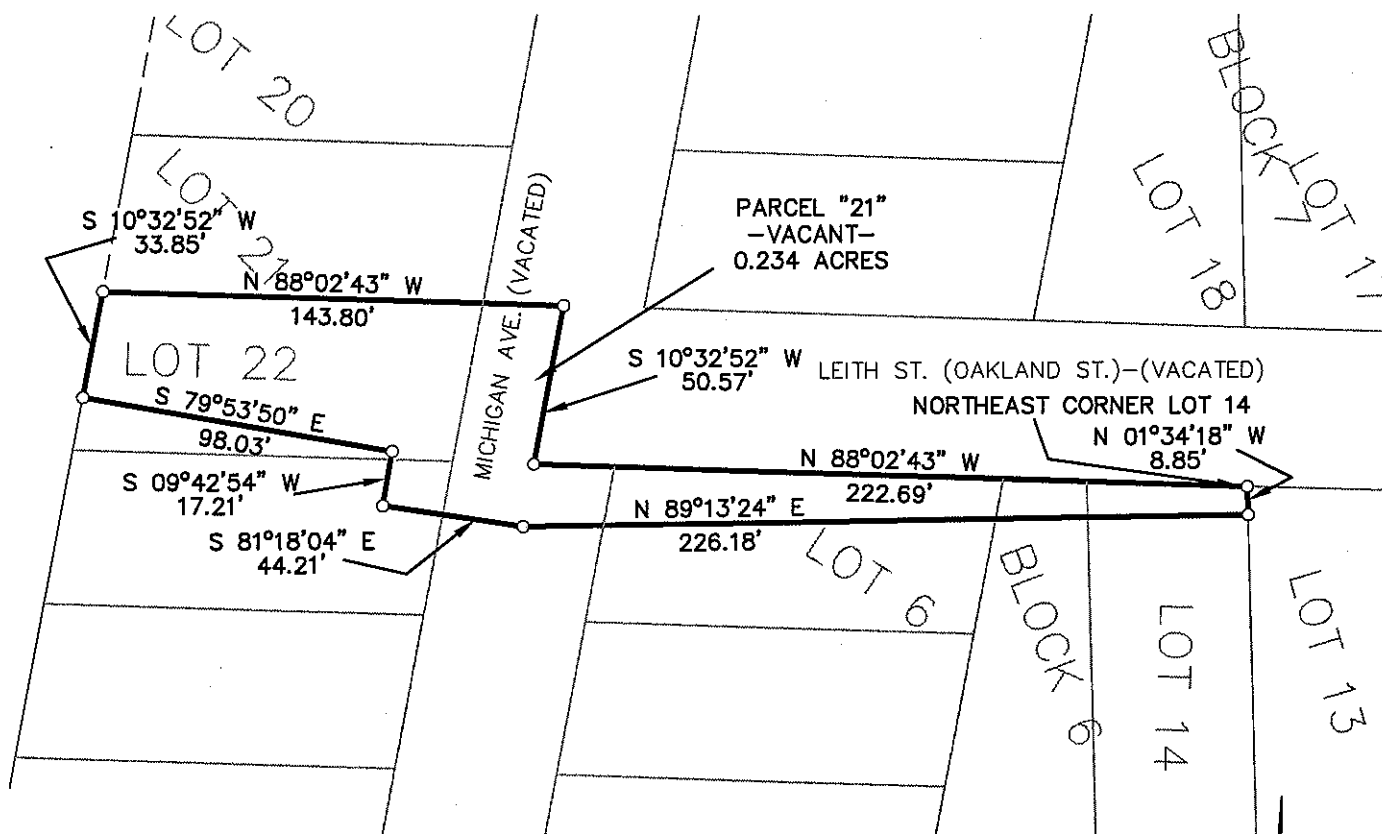 LOT 20
BLOCK 7
LOT 17
LOT 21
LOT 18
S 10°32'52" W
33.85'
PARCEL "21"
-VACANT-
0.234 ACRES
N 88°02'43" W
143.80'
MICHIGAN AVE. (VACATED)
LOT 22
S 10°32'52" W
50.57'
LEITH ST. (OAKLAND ST.)-(VACATED)
NORTHEAST CORNER LOT 14
N 01°34'18" W
8.85'
S 79°53'50" E
98.03'
N 88°02'43" W
222.69'
S 09°42'54" W
17.21'
N 89°13'24" E
226.18'
S 81°18'04" E
44.21'
LOT 6
BLOCK 6
LOT 14
LOT 13